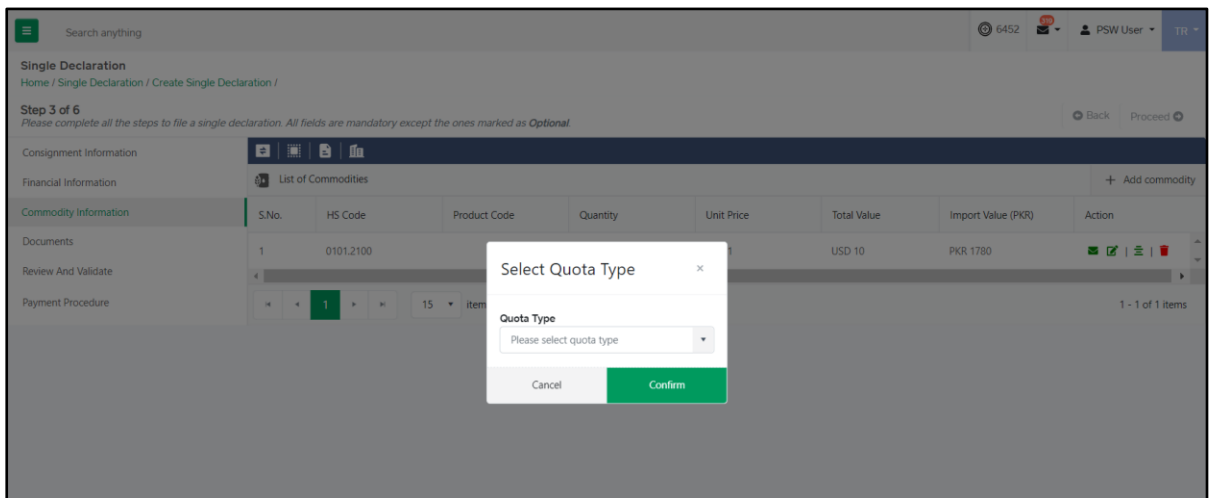 Search anything
6452
PSW User
TR
Single Declaration
Home / Single Declaration / Create Single Declaration /
Step 3 of 6
Please complete all the steps to file a single declaration. All fields are mandatory except the ones marked as Optional.
Back
Proceed
Consignment Information
Financial Information
Commodity Information
Documents
Review And Validate
Payment Procedure
List of Commodities
+ Add commodity
S.No. HS Code Product Code Quantity Unit Price Total Value Import Value (PKR) Action
1 0101.2100 USD 10 PKR 1780
1 15 item 1 - 1 of 1 items
Select Quota Type ×
Quota Type
Please select quota type
Cancel Confirm